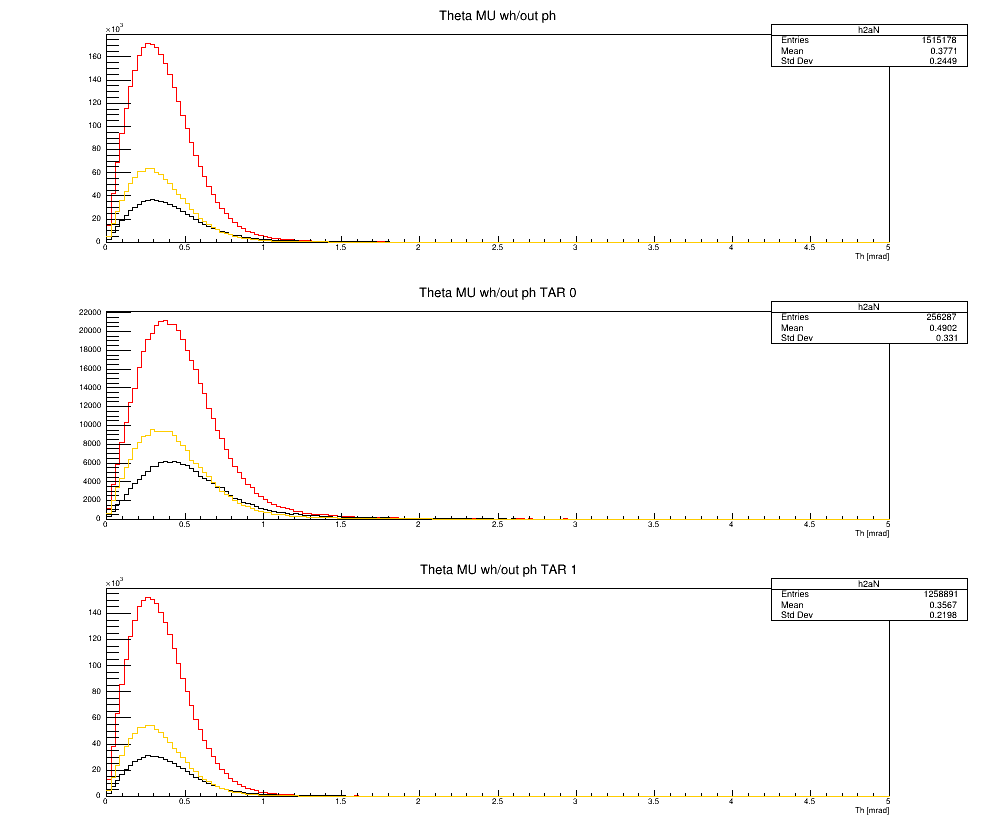 Theta MU wh/out ph
×10³
h2aN
Entries 1515178
Mean 0.3771
Std Dev 0.2449
160
140
120
100
80
60
40
20
0
0 0.5 1 1.5 2 2.5 3 3.5 4 4.5 5
Th [mrad]
Theta MU wh/out ph TAR 0
h2aN
Entries 256287
Mean 0.4902
Std Dev 0.331
22000
20000
18000
16000
14000
12000
10000
8000
6000
4000
2000
0
0 0.5 1 1.5 2 2.5 3 3.5 4 4.5 5
Th [mrad]
Theta MU wh/out ph TAR 1
×10³
h2aN
Entries 1258891
Mean 0.3567
Std Dev 0.2198
140
120
100
80
60
40
20
0
0 0.5 1 1.5 2 2.5 3 3.5 4 4.5 5
Th [mrad]